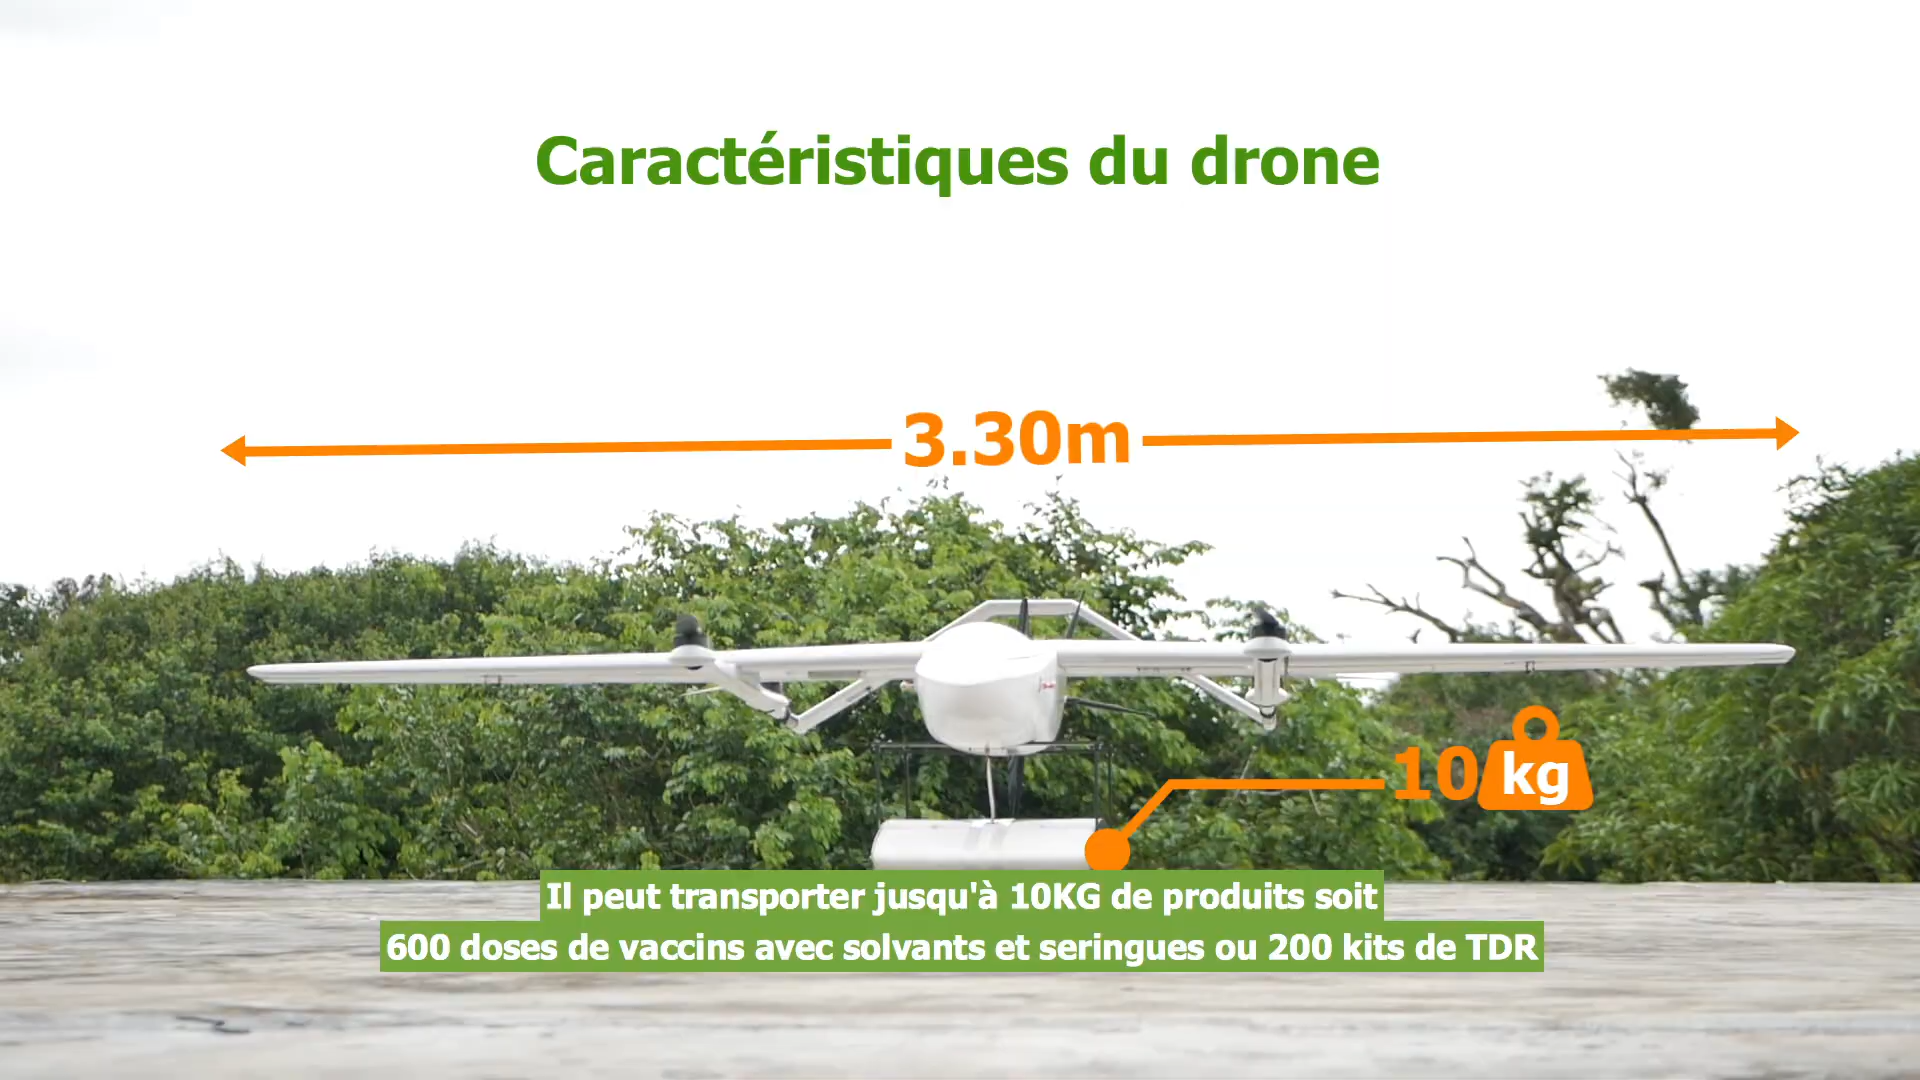 Caractéristiques du drone
3.30m
10 kg
Il peut transporter jusqu'à 10KG de produits soit
600 doses de vaccins avec solvants et seringues ou 200 kits de TDR